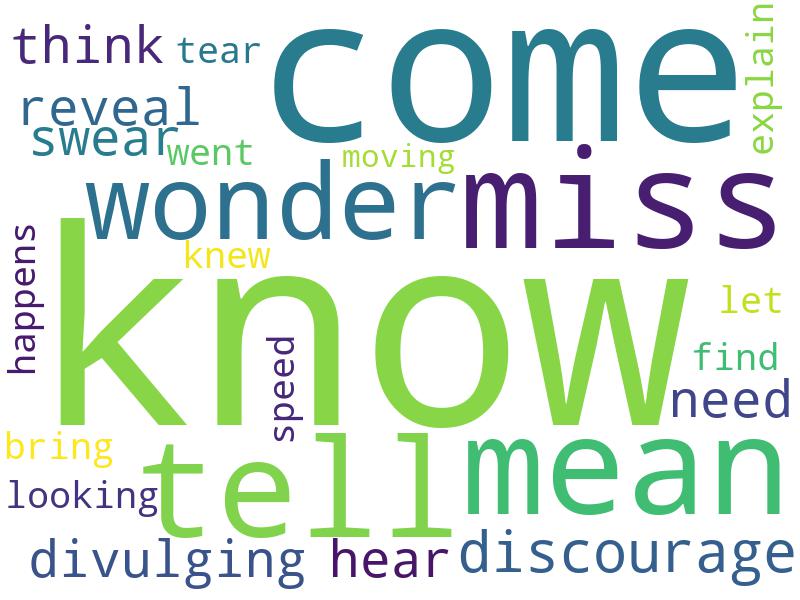 think
tear
come
explain
reveal
swear
went
moving
wonder
miss
knew
happens
know
speed
let
find
need
bring
tell
mean
looking
divulging
hear
discourage